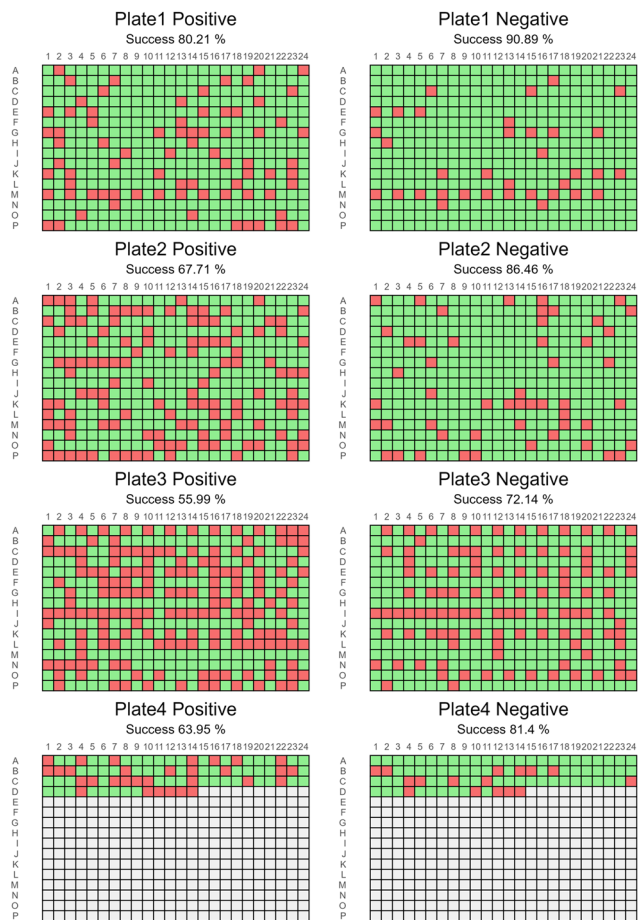 Plate1 Positive
Success 80.21 %
1 2 3 4 5 6 7 8 9 10 11 12 13 14 15 16 17 18 19 20 21 22 23 24
A
B
C
D
E
F
G
H
I
J
K
L
M
N
O
P
Plate1 Negative
Success 90.89 %
1 2 3 4 5 6 7 8 9 10 11 12 13 14 15 16 17 18 19 20 21 22 23 24
A
B
C
D
E
F
G
H
I
J
K
L
M
N
O
P
Plate2 Positive
Success 67.71 %
1 2 3 4 5 6 7 8 9 10 11 12 13 14 15 16 17 18 19 20 21 22 23 24
A
B
C
D
E
F
G
H
I
J
K
L
M
N
O
P
Plate2 Negative
Success 86.46 %
1 2 3 4 5 6 7 8 9 10 11 12 13 14 15 16 17 18 19 20 21 22 23 24
A
B
C
D
E
F
G
H
I
J
K
L
M
N
O
P
Plate3 Positive
Success 55.99 %
1 2 3 4 5 6 7 8 9 10 11 12 13 14 15 16 17 18 19 20 21 22 23 24
A
B
C
D
E
F
G
H
I
J
K
L
M
N
O
P
Plate3 Negative
Success 72.14 %
1 2 3 4 5 6 7 8 9 10 11 12 13 14 15 16 17 18 19 20 21 22 23 24
A
B
C
D
E
F
G
H
I
J
K
L
M
N
O
P
Plate4 Positive
Success 63.95 %
1 2 3 4 5 6 7 8 9 10 11 12 13 14 15 16 17 18 19 20 21 22 23 24
A
B
C
D
E
F
G
H
I
J
K
L
M
N
O
P
Plate4 Negative
Success 81.4 %
1 2 3 4 5 6 7 8 9 10 11 12 13 14 15 16 17 18 19 20 21 22 23 24
A
B
C
D
E
F
G
H
I
J
K
L
M
N
O
P